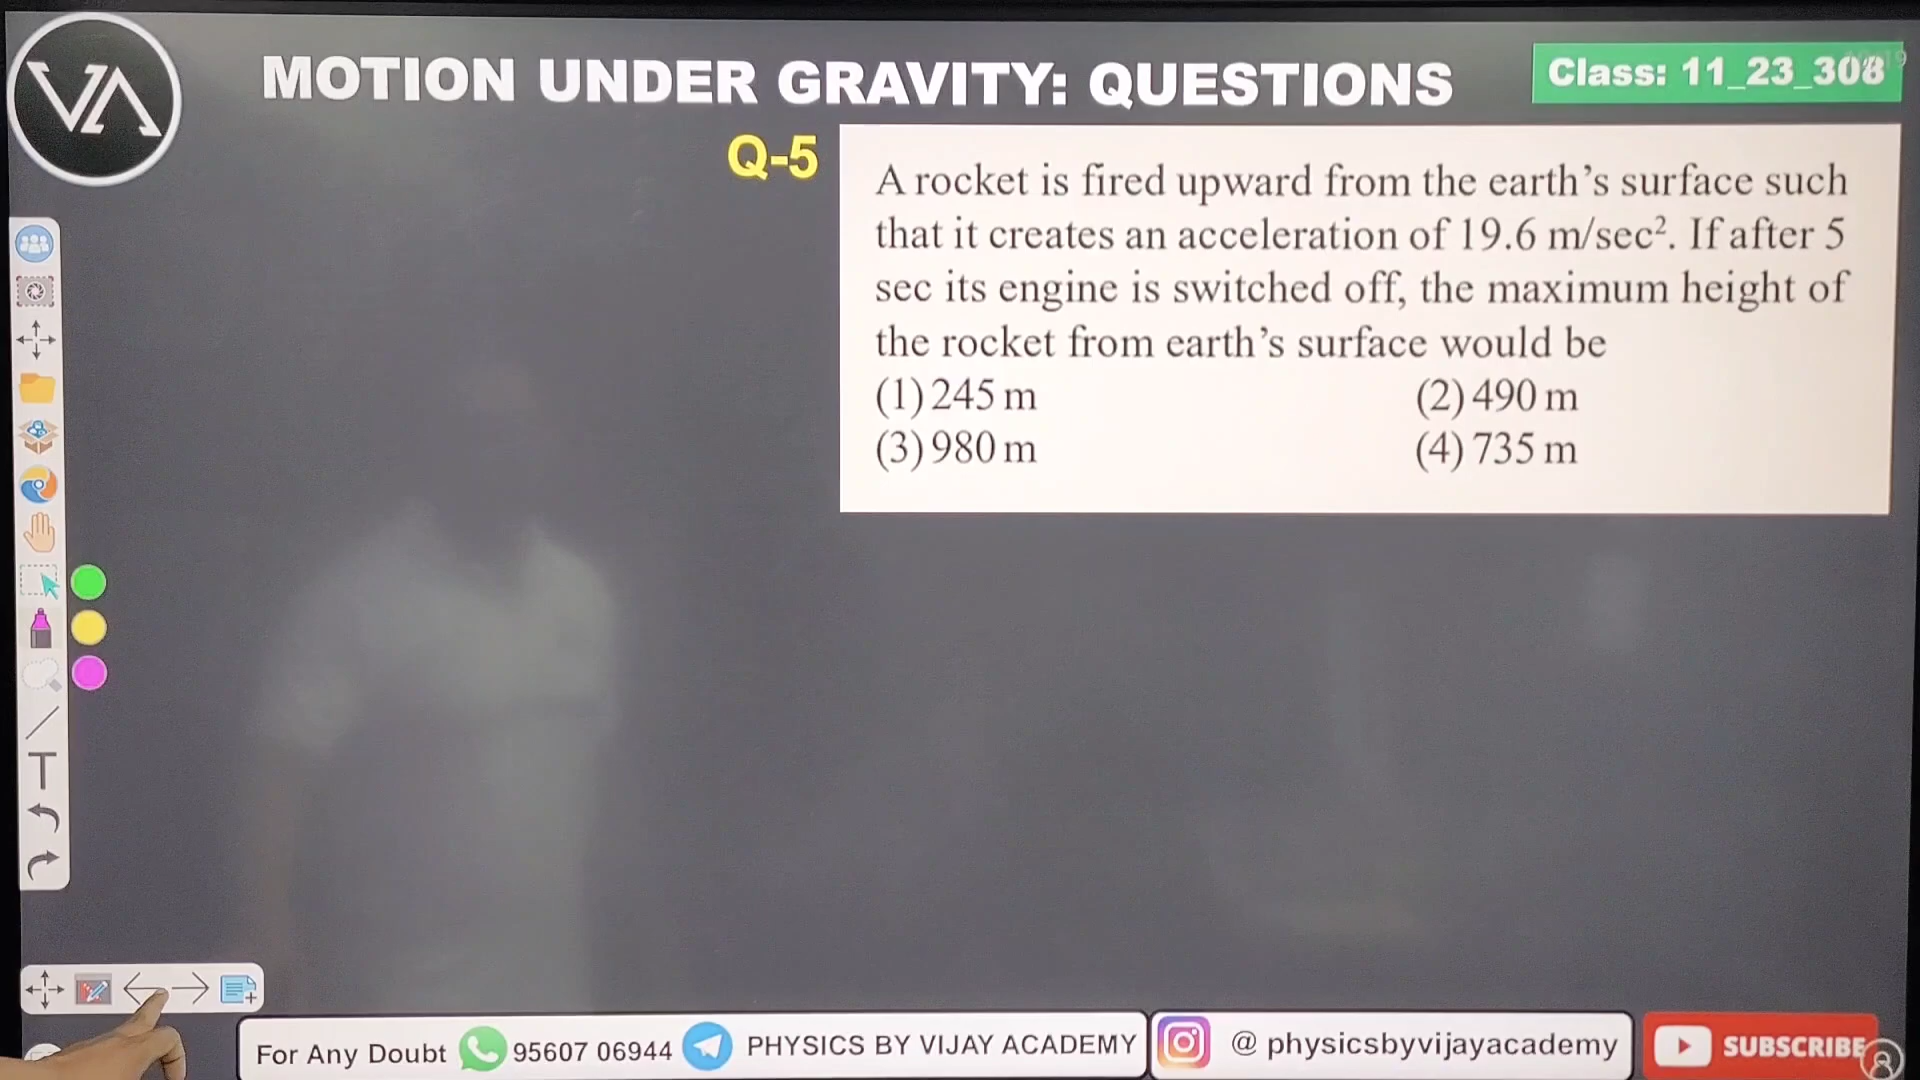 VA
MOTION UNDER GRAVITY: QUESTIONS
Class: 11_23_308
Q-5
A rocket is fired upward from the earth’s surface such
that it creates an acceleration of 19.6 m/sec². If after 5
sec its engine is switched off, the maximum height of
the rocket from earth’s surface would be
(1) 245 m (2) 490 m
(3) 980 m (4) 735 m
T
For Any Doubt 95607 06944 PHYSICS BY VIJAY ACADEMY @ physicsbyvijayacademy SUBSCRIBE